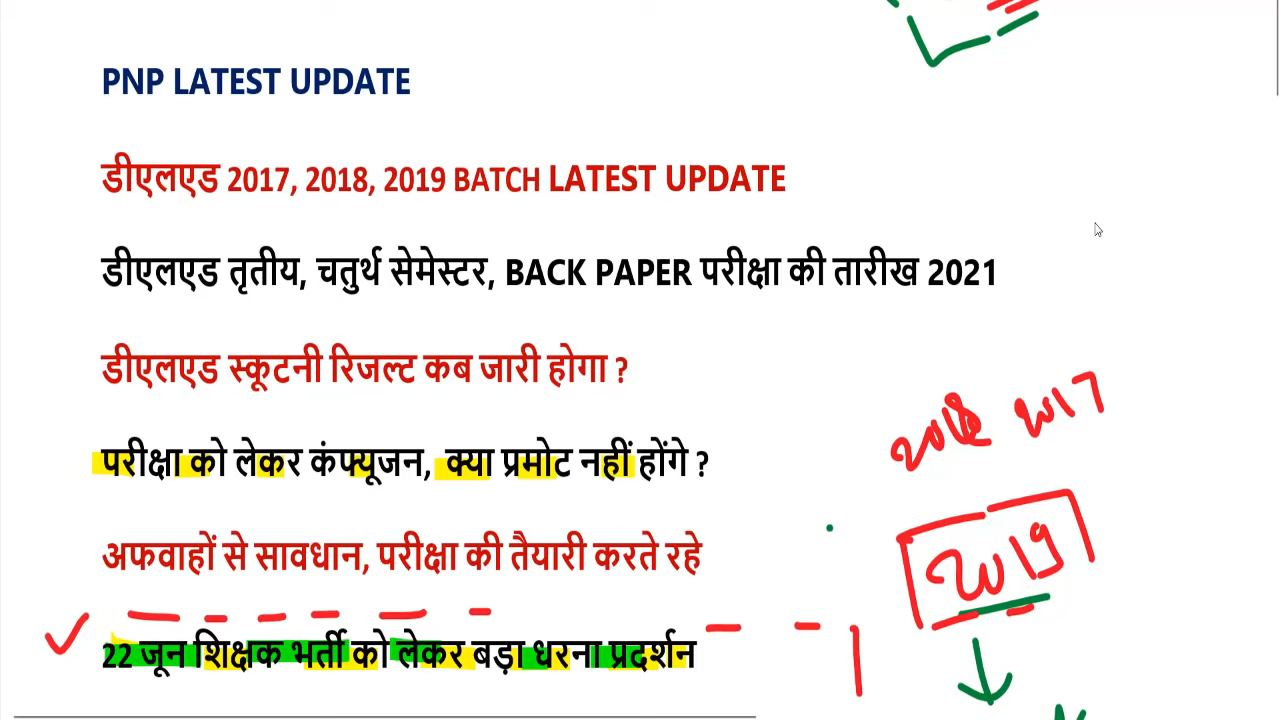 PNP LATEST UPDATE
डीएलएड 2017, 2018, 2019 BATCH LATEST UPDATE
डीएलएड तृतीय, चतुर्थ सेमेस्टर, BACK PAPER परीक्षा की तारीख 2021
डीएलएड स्कूटनी रिजल्ट कब जारी होगा ?
2018 2017
परीक्षा को लेकर कंफ्यूजन, क्या प्रमोट नहीं होंगे ?
अफवाहों से सावधान, परीक्षा की तैयारी करते रहे
2019
22 जून शिक्षक भर्ती को लेकर बड़ा धरना प्रदर्शन